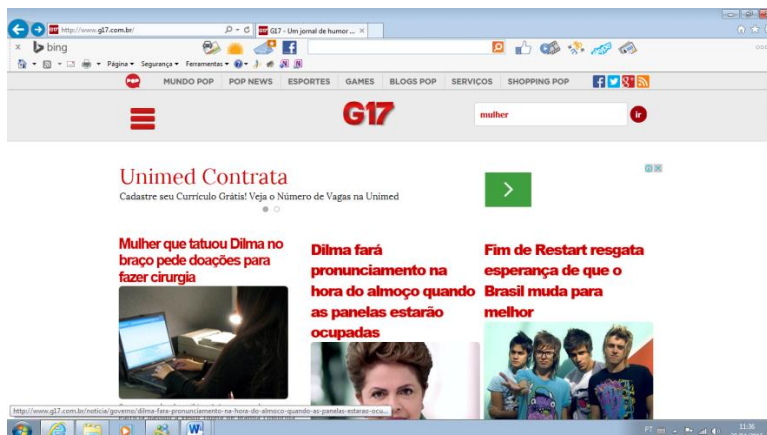 http://www.g17.com.br/
G17 - Um jornal de humor ...
bing
Página Segurança Ferramentas
MUNDO POP POP NEWS ESPORTES GAMES BLOGS POP SERVIÇOS SHOPPING POP
G17
mulher
ir
Unimed Contrata
Cadastre seu Currículo Grátis! Veja o Número de Vagas na Unimed
Mulher que tatuou Dilma no
braço pede doações para
fazer cirurgia
Dilma fará
pronunciamento na
hora do almoço quando
as panelas estarão
ocupadas
Fim de Restart resgata
esperança de que o
Brasil muda para
melhor
http://www.g17.com.br/noticia/governo/dilma-fara-pronunciamento-na-hora-do-almoco-quando-as-panelas-estarao-ocu...
PT
11:36